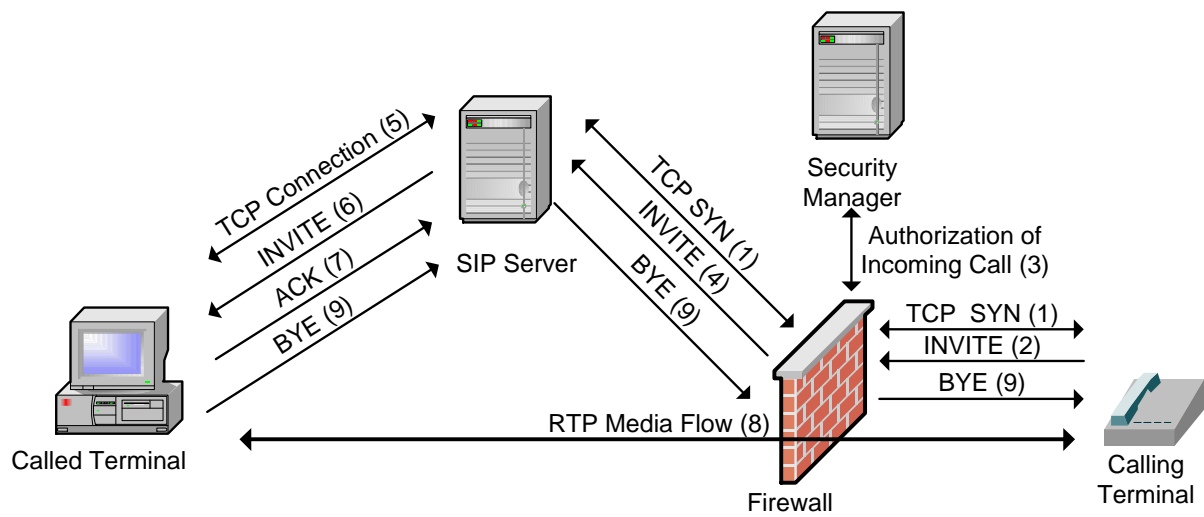 Security
Manager
TCP Connection (5)
INVITE (6)
ACK (7)
BYE (9)
SIP Server
TCP SYN (1)
INVITE (4)
BYE (9)
Authorization of
Incoming Call (3)
TCP  SYN (1)
INVITE (2)
BYE (9)
RTP Media Flow (8)
Called Terminal
Firewall
Calling
Terminal